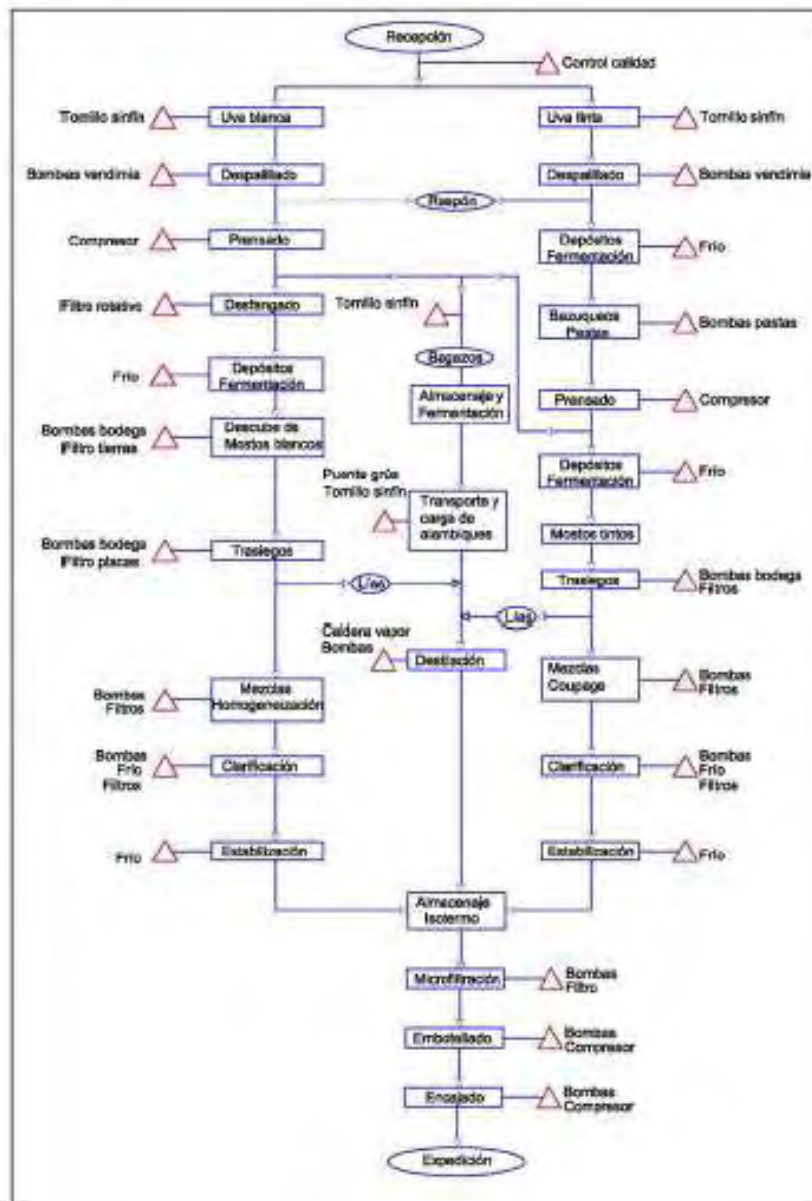 Recepción
Control calidad
Tornillo sinfín
Uva blanca
Uva tinta
Tornillo sinfín
Bombas vendimia
Despalillado
Despalillado
Bombas vendimia
Raspón
Compresor
Prensado
Depósitos
Fermentación
Frío
Filtro rotativo
Desfangado
Tornillo sinfín
Bazuqueos
Pastas
Bombas pastas
Bagazos
Frío
Depósitos
Fermentación
Almacenaje y
Fermentación
Prensado
Compresor
Bombas bodega
Filtro tierras
Descube de
Mostos blancos
Depósitos
Fermentación
Frío
Puente grúa
Tornillo sinfín
Transporte y
carga de
alambiques
Mostos tintos
Bombas bodega
Filtro placas
Trasiegos
Trasiegos
Bombas bodega
Filtros
Lías
Lías
Caldera vapor
Bombas
Destilación
Mezclas
Coupage
Bombas
Filtros
Bombas
Filtros
Mezclas
Homogeneización
Bombas
Frío
Filtros
Clarificación
Clarificación
Bombas
Frío
Filtros
Frío
Estabilización
Estabilización
Frío
Almacenaje
Isotermo
Microfiltración
Bombas
Filtro
Embotellado
Bombas
Compresor
Encajado
Bombas
Compresor
Expedición